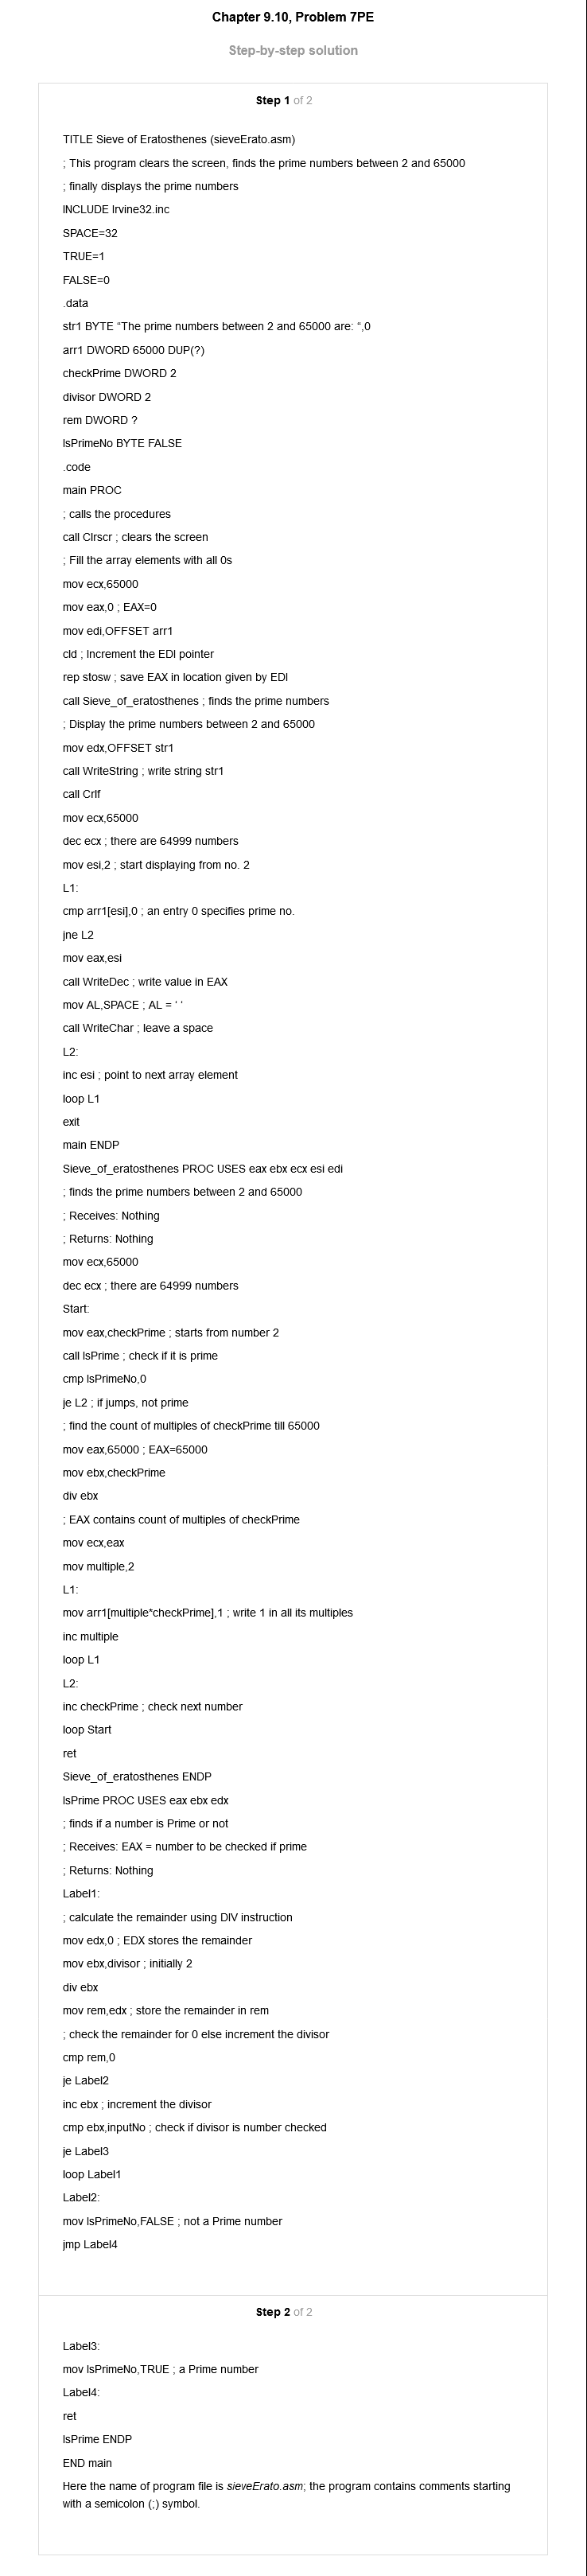 Chapter 9.10, Problem 7PE
Step-by-step solution
Step 1 of 2
TITLE Sieve of Eratosthenes (sieveErato.asm)
; This program clears the screen, finds the prime numbers between 2 and 65000
; finally displays the prime numbers
INCLUDE Irvine32.inc
SPACE=32
TRUE=1
FALSE=0
.data
str1 BYTE “The prime numbers between 2 and 65000 are: “,0
arr1 DWORD 65000 DUP(?)
checkPrime DWORD 2
divisor DWORD 2
rem DWORD ?
IsPrimeNo BYTE FALSE
.code
main PROC
; calls the procedures
call Clrscr ; clears the screen
; Fill the array elements with all 0s
mov ecx,65000
mov eax,0 ; EAX=0
mov edi,OFFSET arr1
cld ; Increment the EDI pointer
rep stosw ; save EAX in location given by EDI
call Sieve_of_eratosthenes ; finds the prime numbers
; Display the prime numbers between 2 and 65000
mov edx,OFFSET str1
call WriteString ; write string str1
call Crlf
mov ecx,65000
dec ecx ; there are 64999 numbers
mov esi,2 ; start displaying from no. 2
L1:
cmp arr1[esi],0 ; an entry 0 specifies prime no.
jne L2
mov eax,esi
call WriteDec ; write value in EAX
mov AL,SPACE ; AL = ‘ ‘
call WriteChar ; leave a space
L2:
inc esi ; point to next array element
loop L1
exit
main ENDP
Sieve_of_eratosthenes PROC USES eax ebx ecx esi edi
; finds the prime numbers between 2 and 65000
; Receives: Nothing
; Returns: Nothing
mov ecx,65000
dec ecx ; there are 64999 numbers
Start:
mov eax,checkPrime ; starts from number 2
call IsPrime ; check if it is prime
cmp IsPrimeNo,0
je L2 ; if jumps, not prime
; find the count of multiples of checkPrime till 65000
mov eax,65000 ; EAX=65000
mov ebx,checkPrime
div ebx
; EAX contains count of multiples of checkPrime
mov ecx,eax
mov multiple,2
L1:
mov arr1[multiple*checkPrime],1 ; write 1 in all its multiples
inc multiple
loop L1
L2:
inc checkPrime ; check next number
loop Start
ret
Sieve_of_eratosthenes ENDP
IsPrime PROC USES eax ebx edx
; finds if a number is Prime or not
; Receives: EAX = number to be checked if prime
; Returns: Nothing
Label1:
; calculate the remainder using DIV instruction
mov edx,0 ; EDX stores the remainder
mov ebx,divisor ; initially 2
div ebx
mov rem,edx ; store the remainder in rem
; check the remainder for 0 else increment the divisor
cmp rem,0
je Label2
inc ebx ; increment the divisor
cmp ebx,inputNo ; check if divisor is number checked
je Label3
loop Label1
Label2:
mov IsPrimeNo,FALSE ; not a Prime number
jmp Label4
Step 2 of 2
Label3:
mov IsPrimeNo,TRUE ; a Prime number
Label4:
ret
IsPrime ENDP
END main
Here the name of program file is sieveErato.asm; the program contains comments starting
with a semicolon (;) symbol.